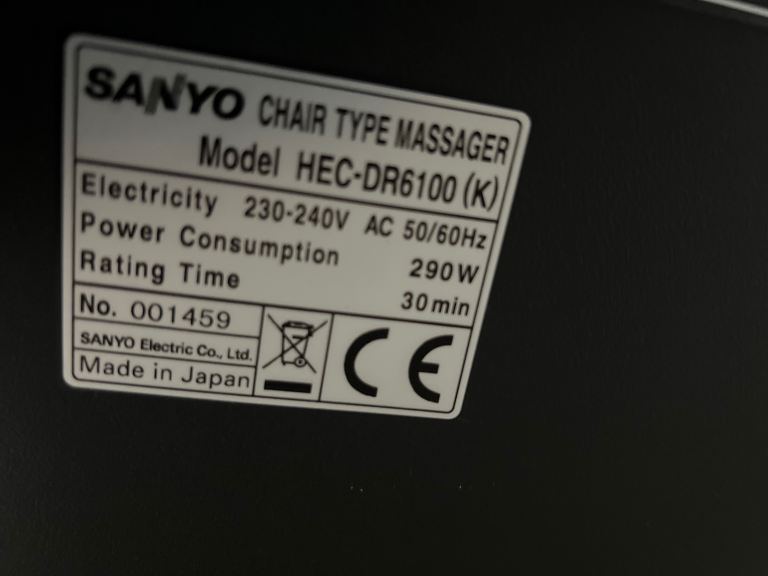 SANYO CHAIR TYPE MASSAGER
Model HEC-DR6100 (K)
Electricity 230-240V AC 50/60Hz
Power Consumption 290W
Rating Time 30min
No. 001459
SANYO Electric Co., Ltd.
Made in Japan
CE